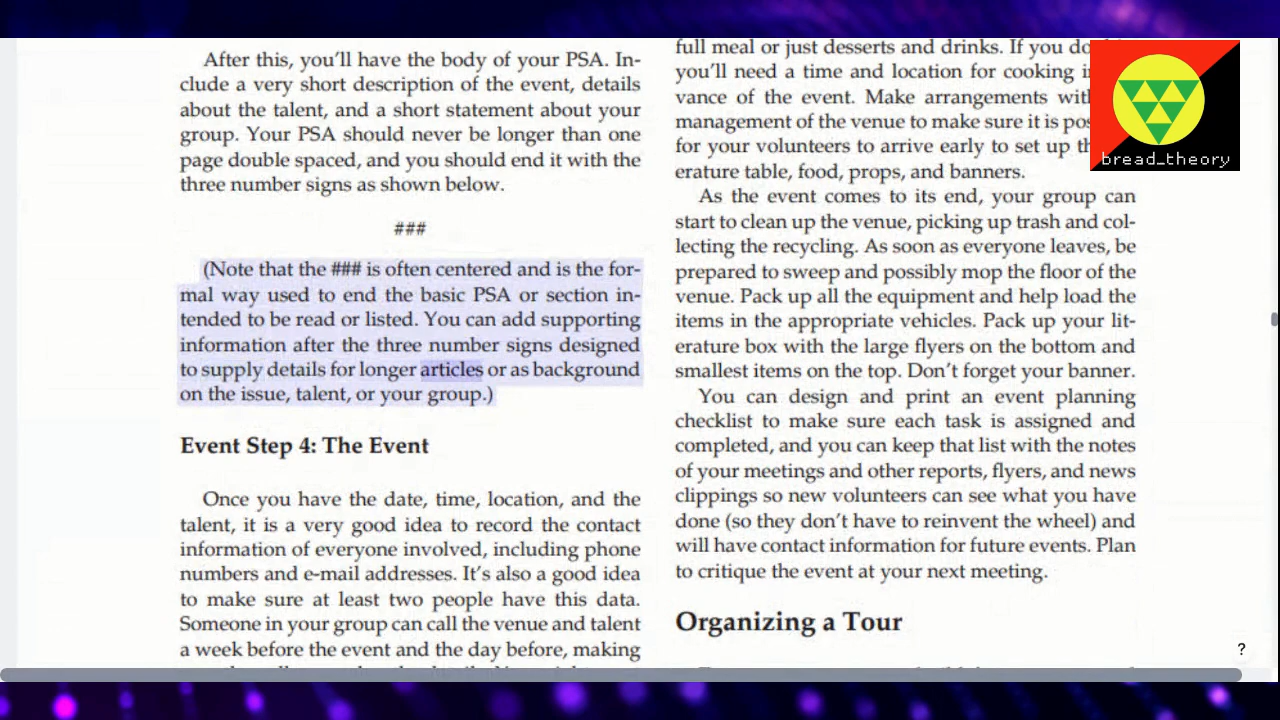 After this, you'll have the body of your PSA. In-
clude a very short description of the event, details
about the talent, and a short statement about your
group. Your PSA should never be longer than one
page double spaced, and you should end it with the
three number signs as shown below.
###
(Note that the ### is often centered and is the for-
mal way used to end the basic PSA or section in-
tended to be read or listed. You can add supporting
information after the three number signs designed
to supply details for longer articles or as background
on the issue, talent, or your group.)
Event Step 4: The Event
Once you have the date, time, location, and the
talent, it is a very good idea to record the contact
information of everyone involved, including phone
numbers and e-mail addresses. It's also a good idea
to make sure at least two people have this data.
Someone in your group can call the venue and talent
a week before the event and the day before, making
full meal or just desserts and drinks. If you do
you'll need a time and location for cooking
vance of the event. Make arrangements with
management of the venue to make sure it is
for your volunteers to arrive early to set up
erature table, food, props, and banners.
As the event comes to its end, your group can
start to clean up the venue, picking up trash and col-
lecting the recycling. As soon as everyone leaves, be
prepared to sweep and possibly mop the floor of the
venue. Pack up all the equipment and help load the
items in the appropriate vehicles. Pack up your lit-
erature box with the large flyers on the bottom and
smallest items on the top. Don't forget your banner.
You can design and print an event planning
checklist to make sure each task is assigned and
completed, and you can keep that list with the notes
of your meetings and other reports, flyers, and news
clippings so new volunteers can see what you have
done (so they don't have to reinvent the wheel) and
will have contact information for future events. Plan
to critique the event at your next meeting.
Organizing a Tour
bread_theory
?